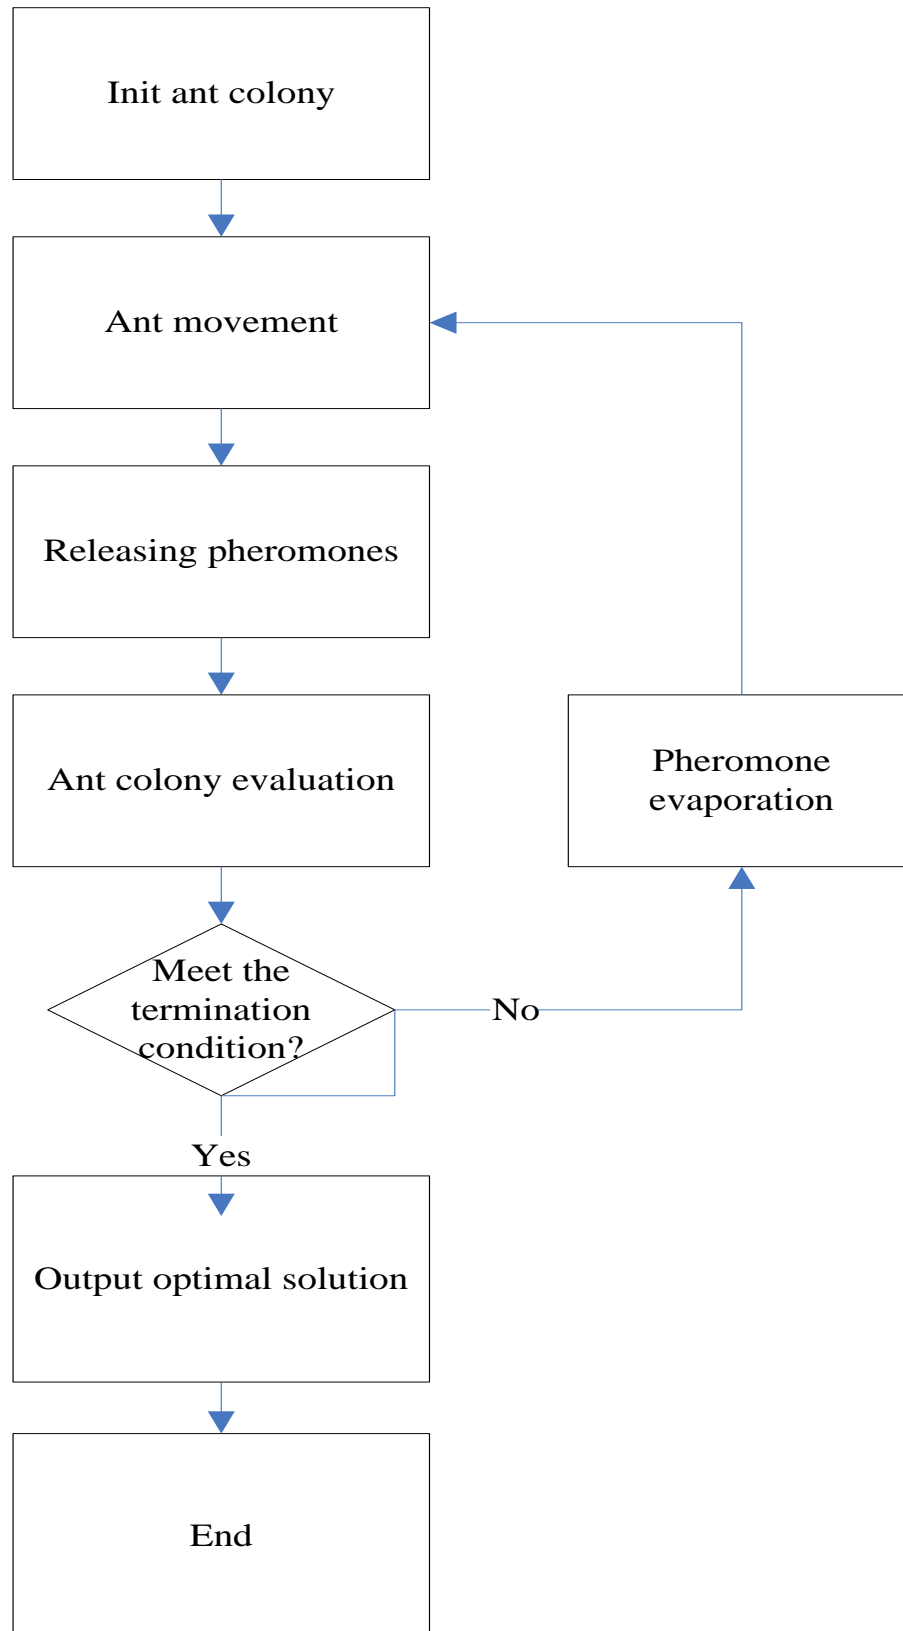 Init ant colony
Ant movement
Releasing pheromones
Ant colony evaluation
Pheromone
evaporation
Meet the
termination
condition?
No
Yes
Output optimal solution
End